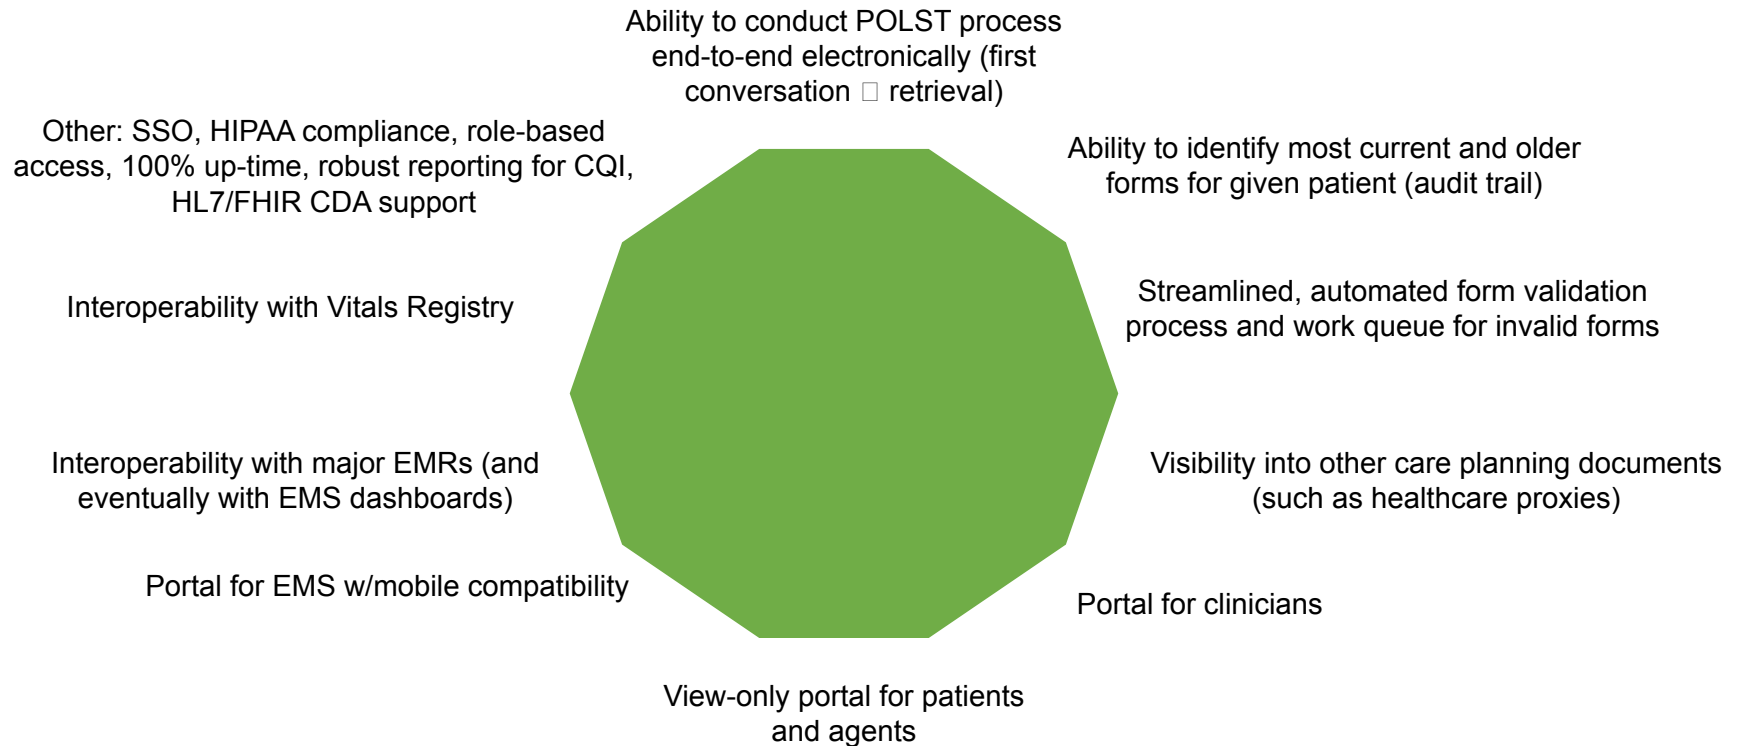 Ability to conduct POLST process
end-to-end electronically (first
conversation □ retrieval)
Ability to identify most current and older
forms for given patient (audit trail)
Streamlined, automated form validation
process and work queue for invalid forms
Visibility into other care planning documents
(such as healthcare proxies)
Portal for clinicians
View-only portal for patients
and agents
Portal for EMS w/mobile compatibility
Interoperability with major EMRs (and
eventually with EMS dashboards)
Interoperability with Vitals Registry
Other: SSO, HIPAA compliance, role-based
access, 100% up-time, robust reporting for CQI,
HL7/FHIR CDA support